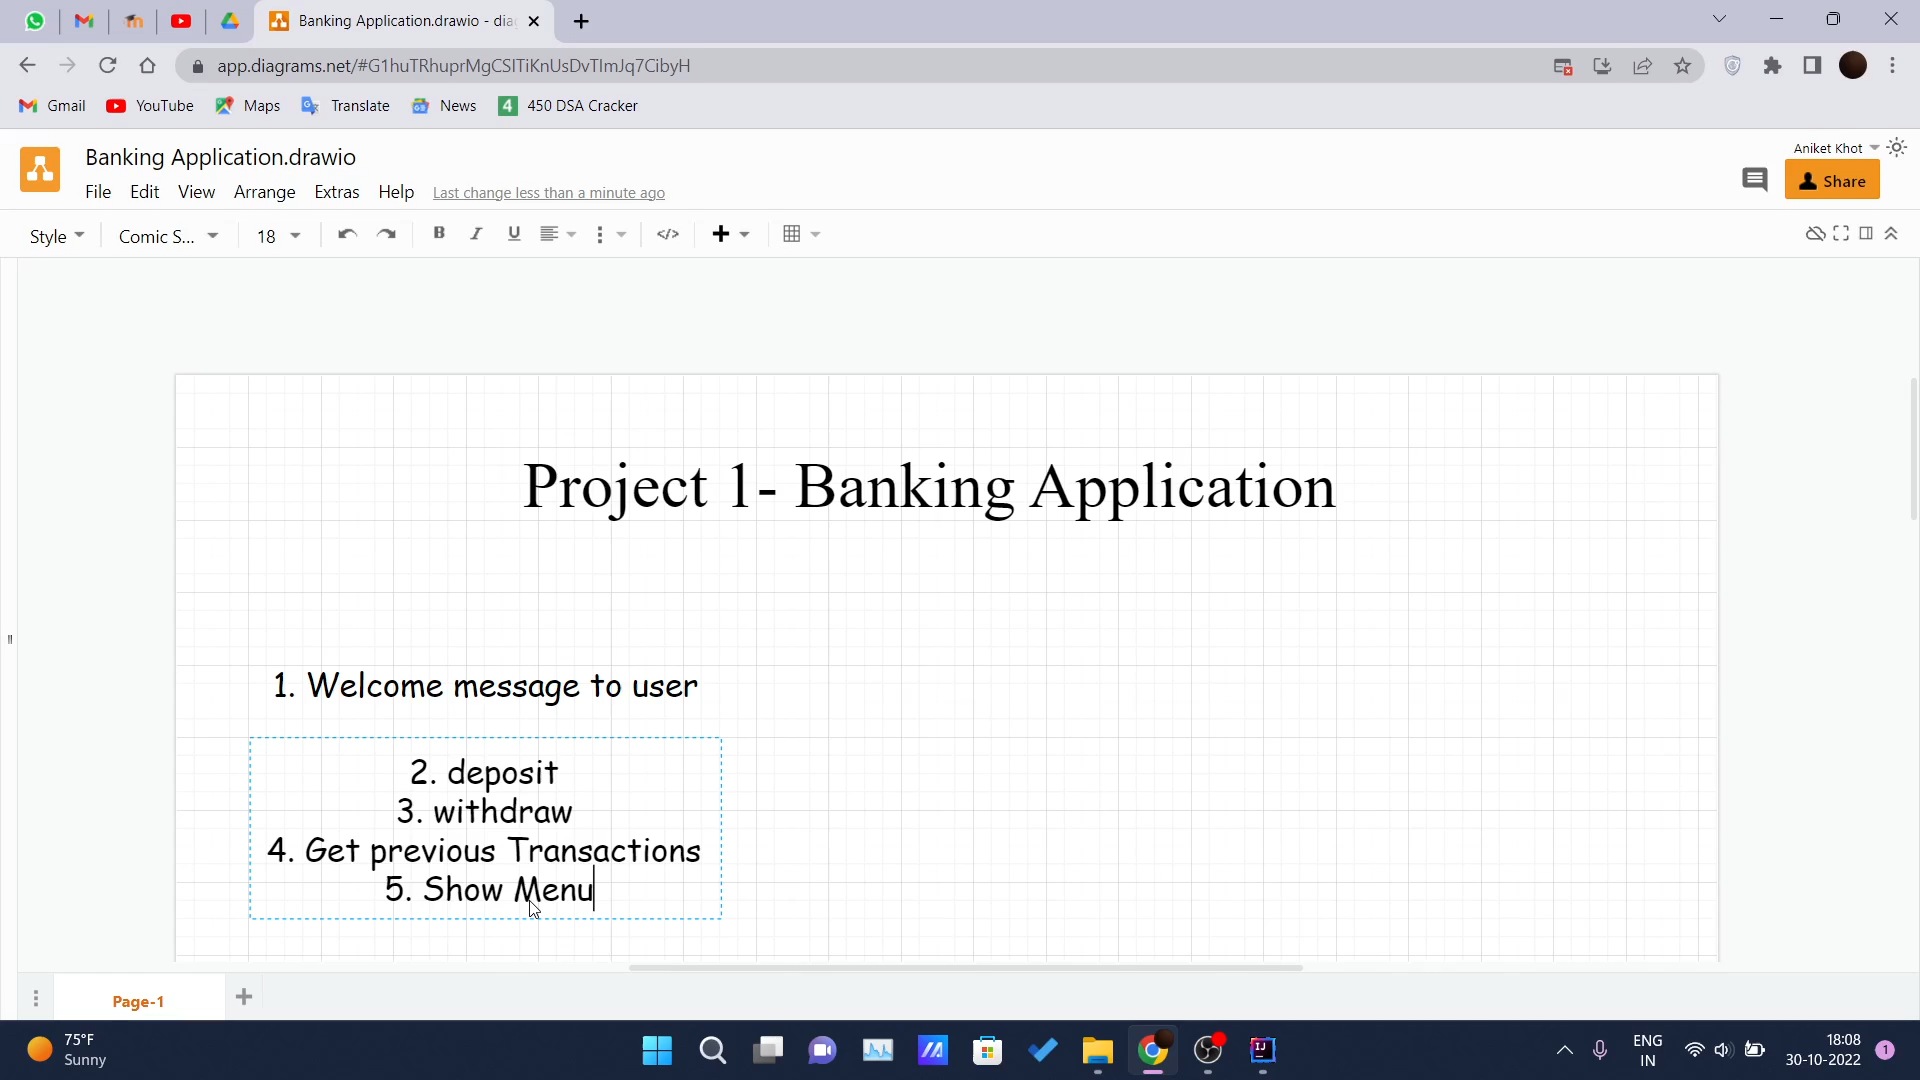 Banking Application.drawio - dia
app.diagrams.net/#G1huTRhuprMgCSITiKnUsDvTImJq7CibyH
Gmail YouTube Maps Translate News 4 450 DSA Cracker
Banking Application.drawio
Aniket Khot
File Edit View Arrange Extras Help Last change less than a minute ago
Share
Style Comic S... 18 B I U </>
Project 1- Banking Application
1. Welcome message to user
2. deposit
3. withdraw
4. Get previous Transactions
5. Show Menu
Page-1
75°F
Sunny
ENG
IN
18:08
30-10-2022
1